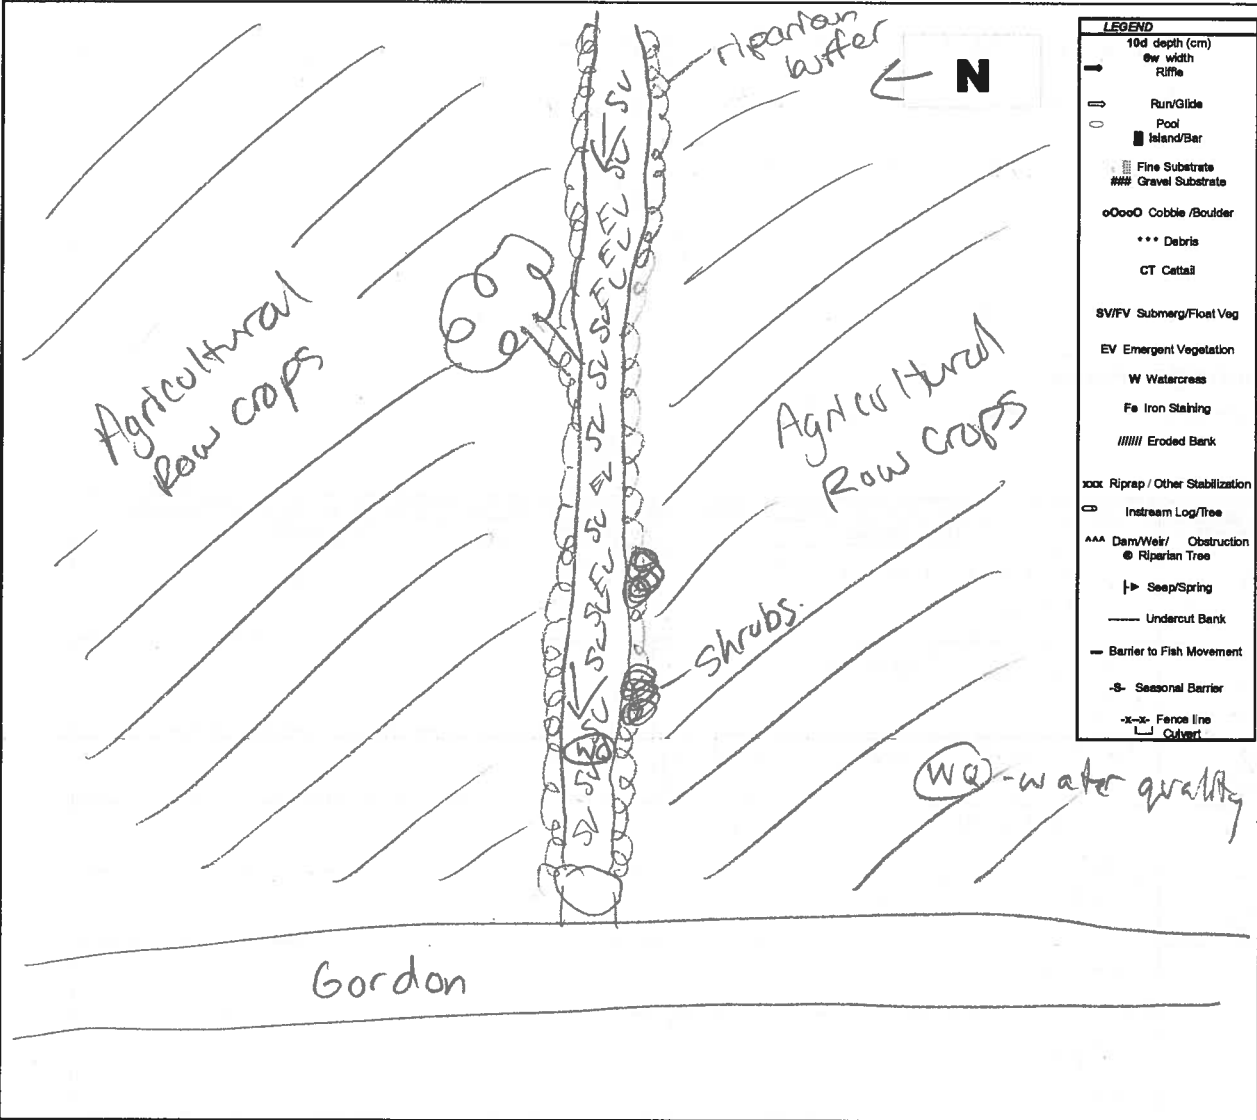 riparian
buffer
N
LEGEND
10d depth (cm)
6w width
Riffle
Run/Glide
Pool
Island/Bar
Fine Substrate
### Gravel Substrate
oOooO Cobble /Boulder
*** Debris
CT Cattail
SV/FV Submerg/Float Veg
EV Emergent Vegetation
W Watercress
Fe Iron Staining
/////// Eroded Bank
xxx Riprap / Other Stabilization
Instream Log/Tree
^^^ Dam/Weir/ Obstruction
Riparian Tree
Seep/Spring
Undercut Bank
Barrier to Fish Movement
-S- Seasonal Barrier
-x--x- Fence line
Culvert
SV
SV
EV
EV
EV
SV
SV
SV
EV
SV
EV
SV
SV
SV
WQ
SV
SV
Agricultural
Row crops
Agricultural
Row crops
shrubs.
WQ - water quality
Gordon